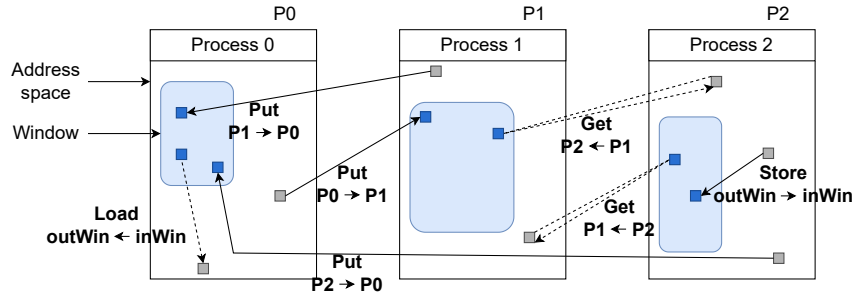 P0 P1 P2
Process 0 Process 1 Process 2
Address
space
Window
Put
P1 → P0
Put
P0 → P1
Get
P2 ← P1
Store
outWin → inWin
Get
P1 ← P2
Load
outWin ← inWin
Put
P2 → P0